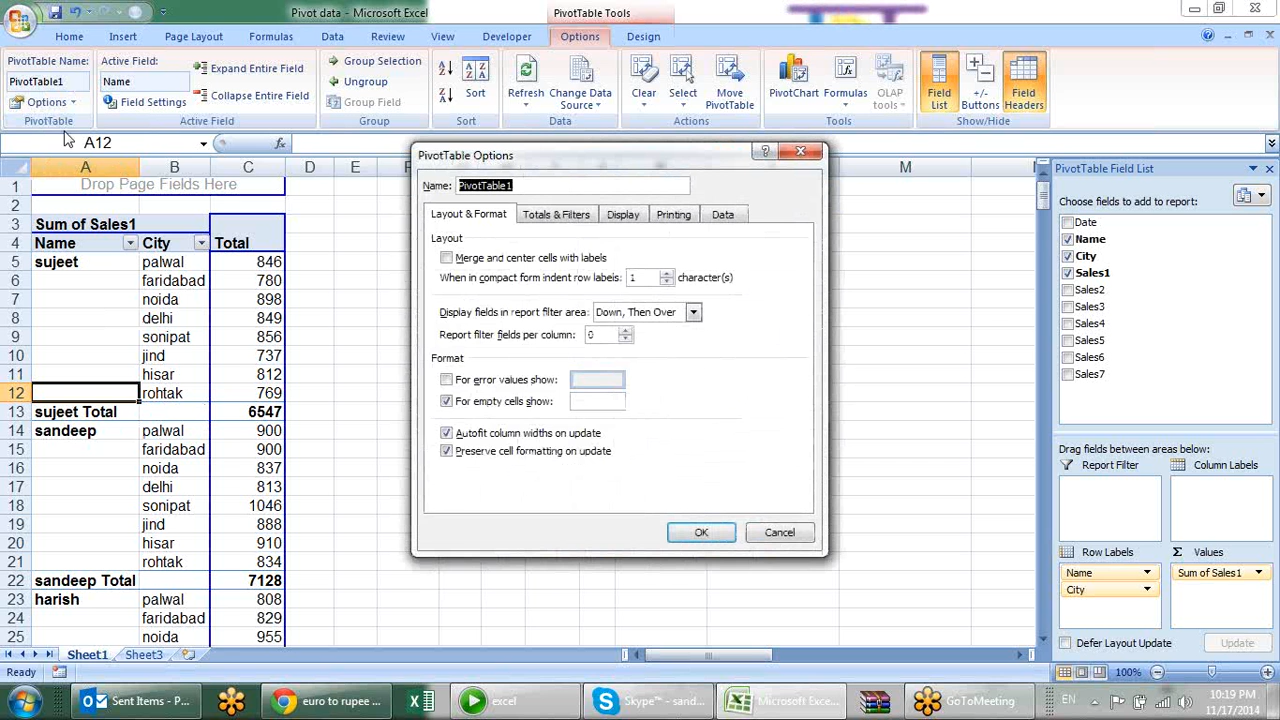 Pivot data - Microsoft Excel
PivotTable Tools
Home Insert Page Layout Formulas Data Review View Developer Options Design
PivotTable Name:
PivotTable1
Options
PivotTable
Active Field:
Name
Field Settings
Expand Entire Field
Collapse Entire Field
Active Field
Group Selection
Ungroup
Group Field
Group
Sort
Sort
Refresh
Change Data Source
Data
Clear
Select
Move PivotTable
Actions
PivotChart
Formulas
OLAP tools
Tools
Field List
+/- Buttons
Field Headers
Show/Hide
A12
fx
A B C D E F M
1 Drop Page Fields Here
2
3 Sum of Sales1
4 Name City Total
5 sujeet palwal 846
6 faridabad 780
7 noida 898
8 delhi 849
9 sonipat 856
10 jind 737
11 hisar 812
12 rohtak 769
13 sujeet Total 6547
14 sandeep palwal 900
15 faridabad 900
16 noida 837
17 delhi 813
18 sonipat 1046
19 jind 888
20 hisar 910
21 rohtak 834
22 sandeep Total 7128
23 harish palwal 808
24 faridabad 829
25 noida 955
PivotTable Options
Name: PivotTable1
Layout & Format Totals & Filters Display Printing Data
Layout
Merge and center cells with labels
When in compact form indent row labels: 1 character(s)
Display fields in report filter area: Down, Then Over
Report filter fields per column: 0
Format
For error values show:
For empty cells show:
Autofit column widths on update
Preserve cell formatting on update
OK Cancel
PivotTable Field List
Choose fields to add to report:
Date
Name
City
Sales1
Sales2
Sales3
Sales4
Sales5
Sales6
Sales7
Drag fields between areas below:
Report Filter Column Labels
Row Labels Σ Values
Name Sum of Sales1
City
Defer Layout Update Update
Sheet1 Sheet3
Ready 100%
Sent Items - P... euro to rupee ... excel Skype™ - sand... Microsoft Exce... GoToMeeting EN
10:19 PM
11/17/2014